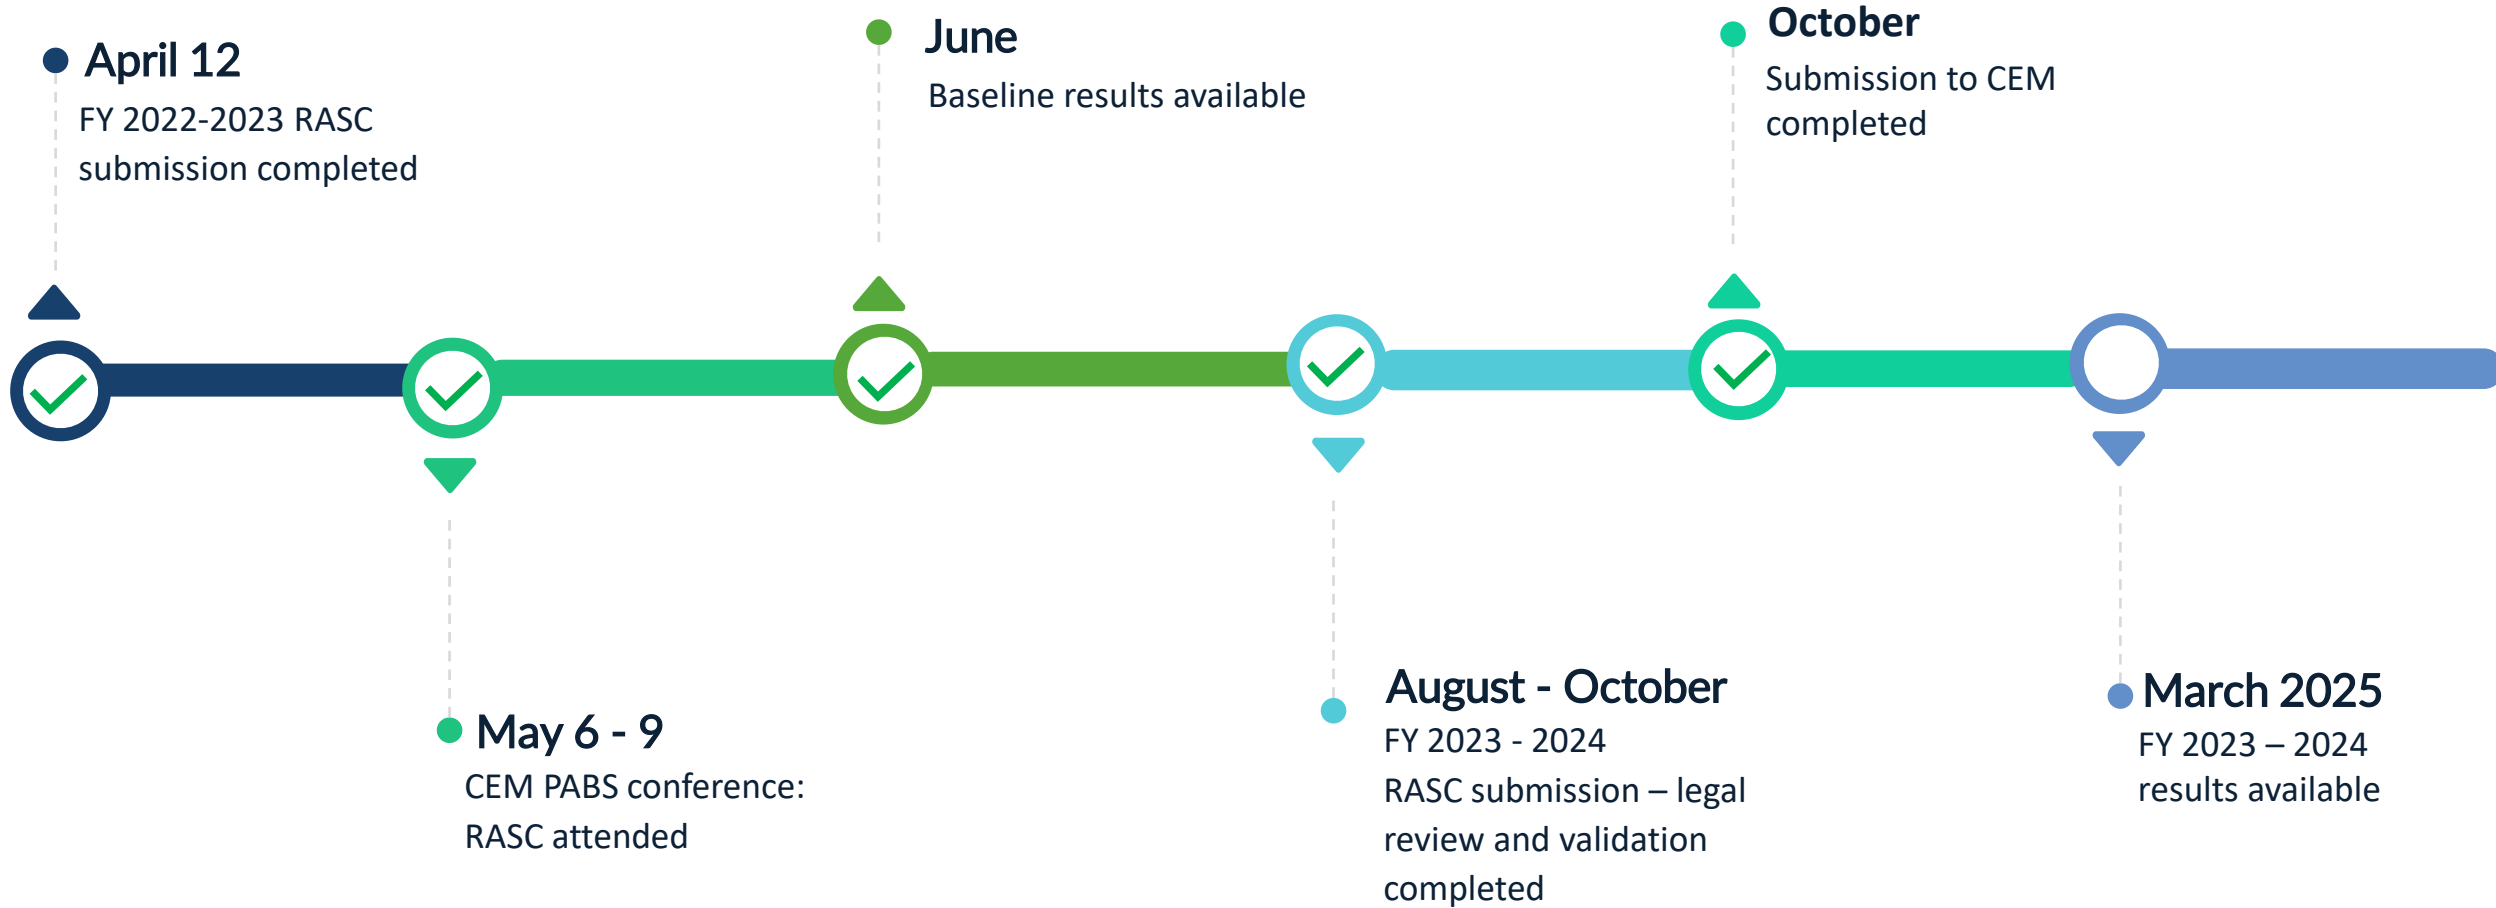 April 12
FY 2022-2023 RASC
submission completed
May 6 - 9
CEM PABS conference:
RASC attended
June
Baseline results available
August - October
FY 2023 - 2024
RASC submission – legal
review and validation
completed
October
Submission to CEM
completed
March 2025
FY 2023 – 2024
results available